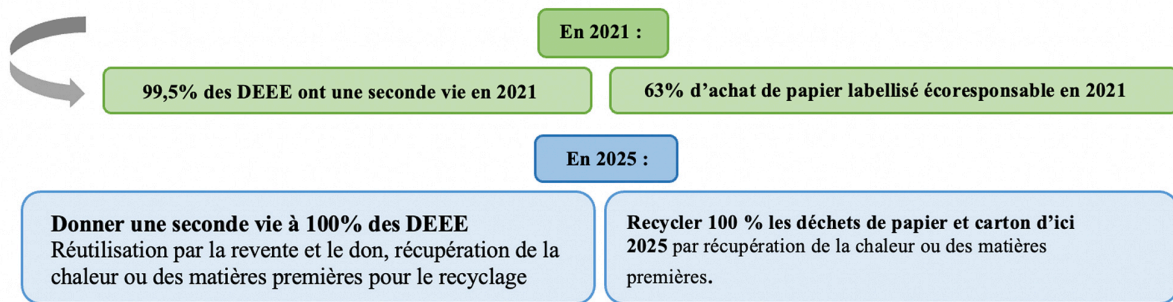 En 2021 :
99,5% des DEEE ont une seconde vie en 2021
63% d’achat de papier labellisé écoresponsable en 2021
En 2025 :
Donner une seconde vie à 100% des DEEE
Réutilisation par la revente et le don, récupération de la
chaleur ou des matières premières pour le recyclage
Recycler 100 % les déchets de papier et carton d’ici
2025 par récupération de la chaleur ou des matières
premières.